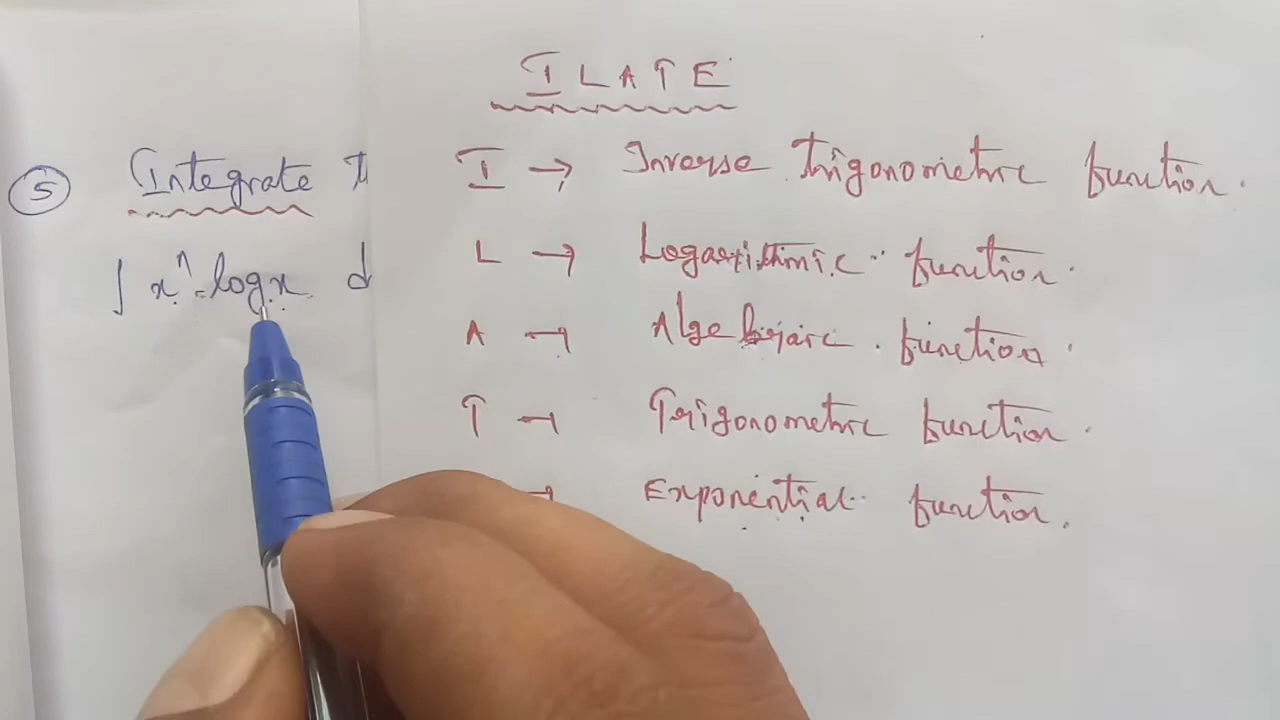 ILATE
I → Inverse trigonometric function.
L → Logarithmic function.
A → Algebraic function.
T → Trigonometric function.
→ Exponential function.
5 Integrate
∫ xⁿ . log x . d